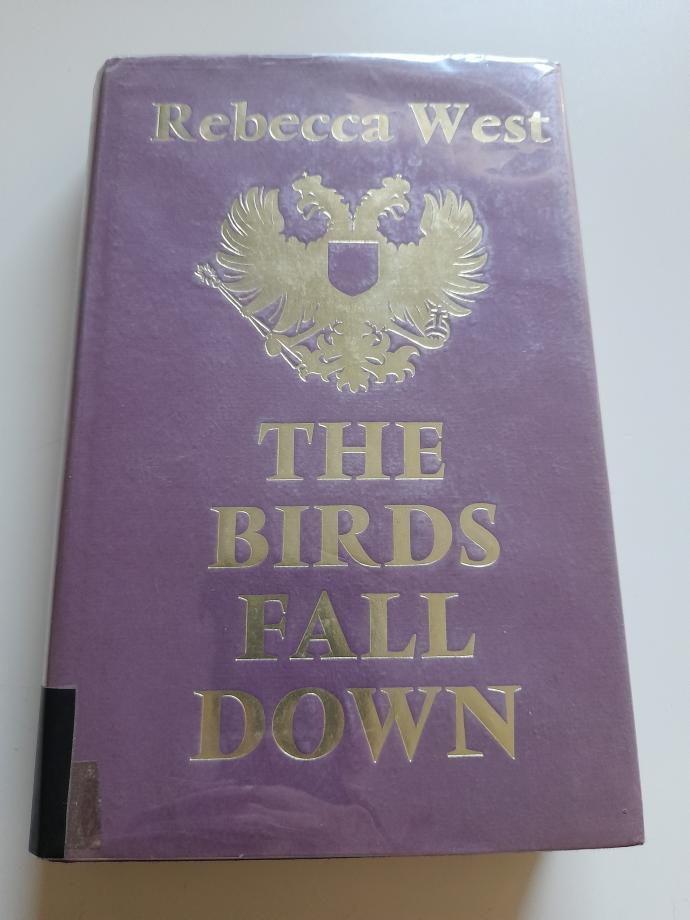 Rebecca West
THE
BIRDS
FALL
DOWN